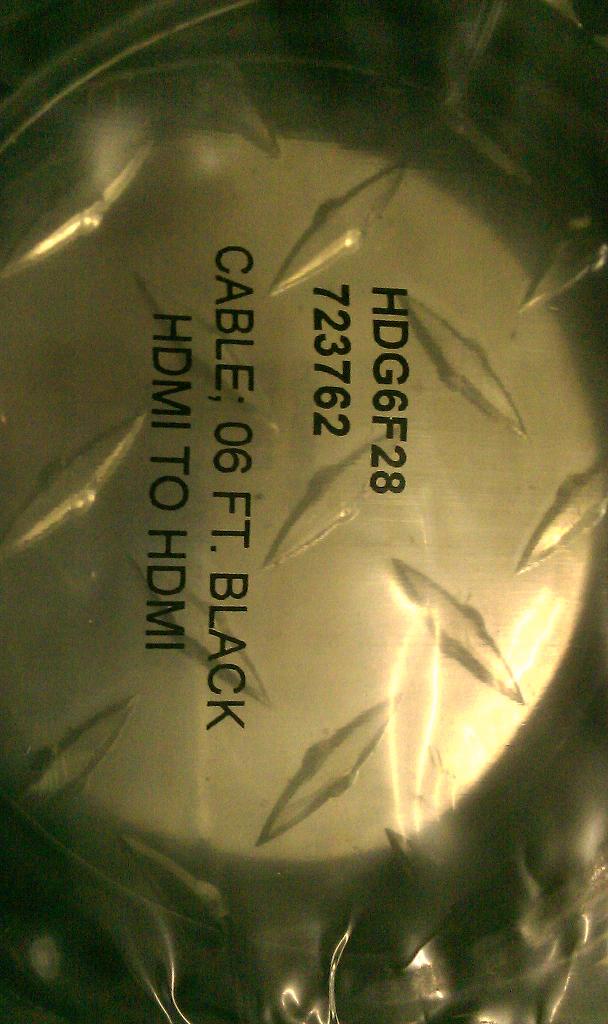 HDG6F28
723762
CABLE; 06 FT. BLACK
HDMI TO HDMI